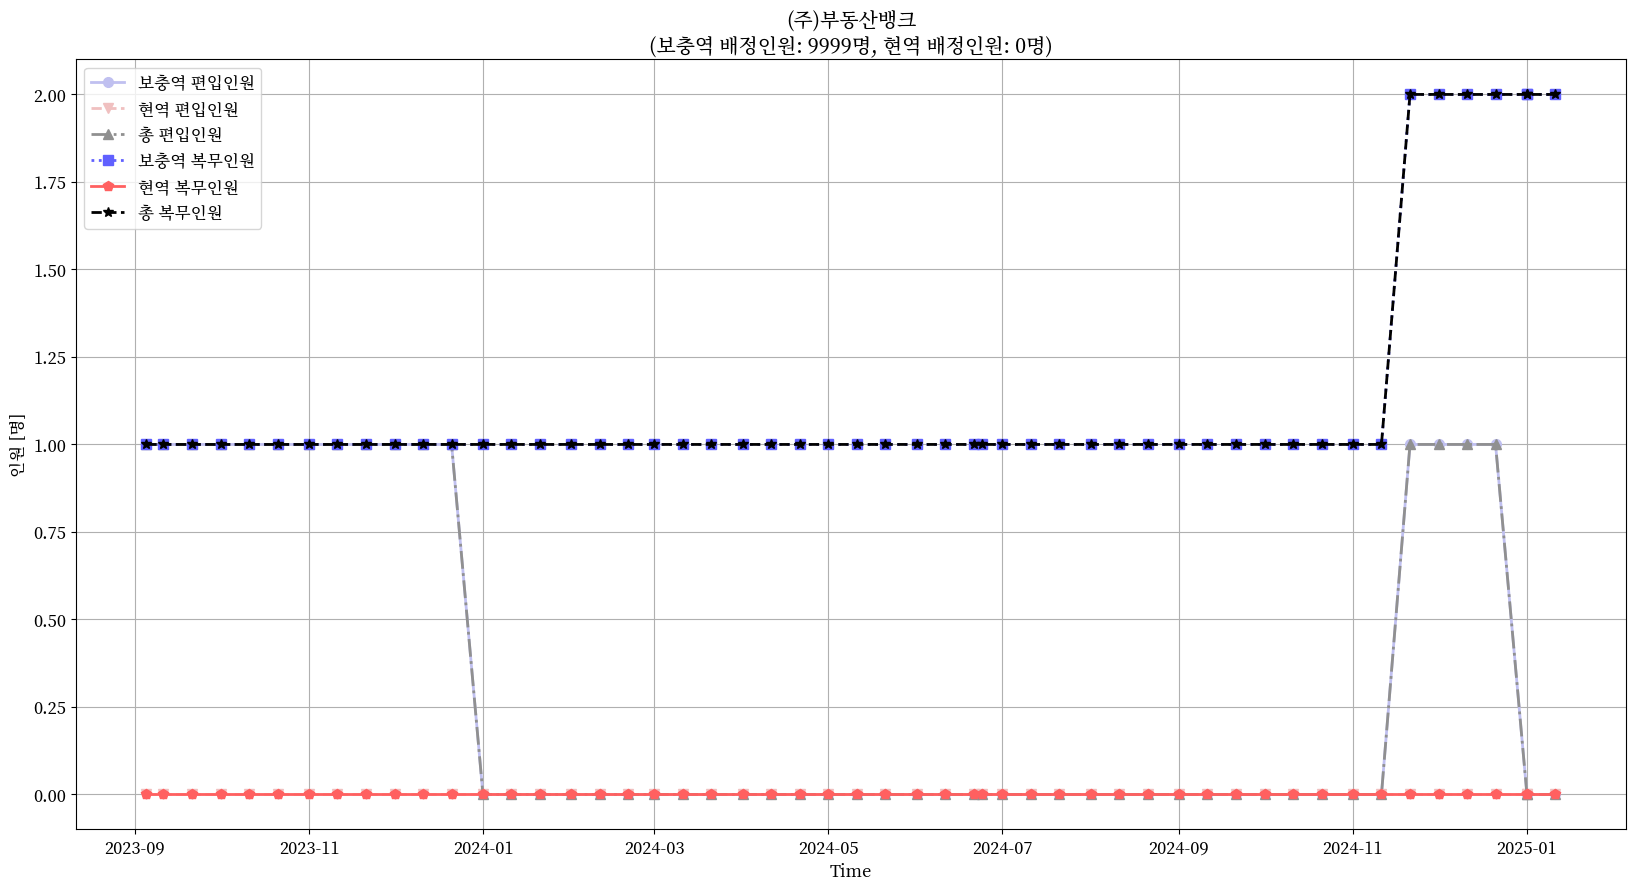 (주)부동산뱅크
(보충역 배정인원: 9999명, 현역 배정인원: 0명)
보충역 편입인원
현역 편입인원
총 편입인원
보충역 복무인원
현역 복무인원
총 복무인원
2.00
1.75
1.50
1.25
1.00
0.75
0.50
0.25
0.00
인원 [명]
2023-09 2023-11 2024-01 2024-03 2024-05 2024-07 2024-09 2024-11 2025-01
Time